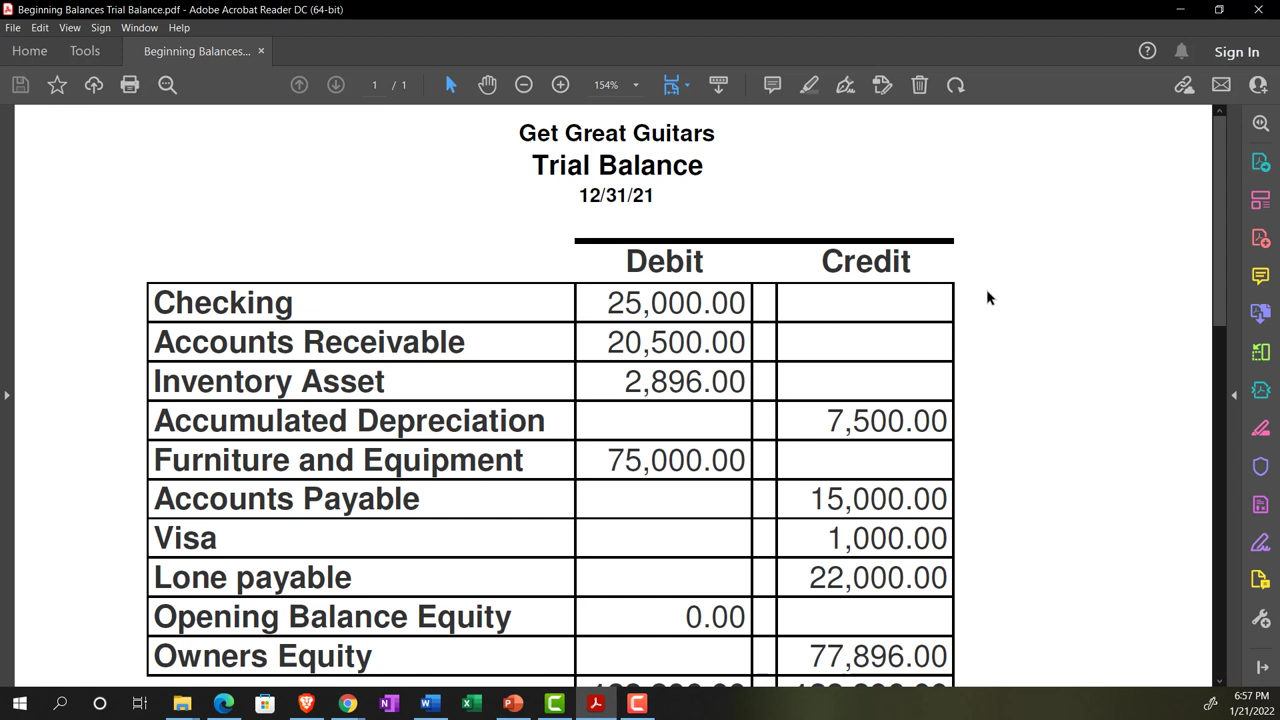 Beginning Balances Trial Balance.pdf - Adobe Acrobat Reader DC (64-bit)
File Edit View Sign Window Help
Home Tools Beginning Balances... × Sign In
1 / 1 154%
Get Great Guitars
Trial Balance
12/31/21
Debit Credit
Checking 25,000.00
Accounts Receivable 20,500.00
Inventory Asset 2,896.00
Accumulated Depreciation 7,500.00
Furniture and Equipment 75,000.00
Accounts Payable 15,000.00
Visa 1,000.00
Lone payable 22,000.00
Opening Balance Equity 0.00
Owners Equity 77,896.00
6:57 PM
1/21/2022